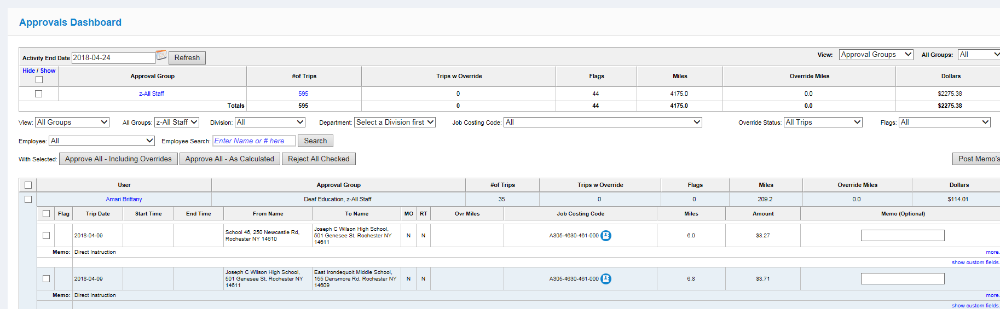 Approvals Dashboard
Activity End Date 2018-04-24 Refresh View: Approval Groups All Groups: All
Hide / Show Approval Group #of Trips Trips w Override Flags Miles Override Miles Dollars
z-All Staff 595 0 44 4175.0 0.0 $2275.38
Totals 595 0 44 4175.0 0.0 $2275.38
View: All Groups All Groups: z-All Staff Division: All Department: Select a Division first Job Costing Code: All Override Status: All Trips Flags: All
Employee: All Employee Search: Enter Name or # here Search
With Selected: Approve All - Including Overrides Approve All - As Calculated Reject All Checked Post Memo's
User Approval Group #of Trips Trips w Override Flags Miles Override Miles Dollars
Amari Brittany Deaf Education, z-All Staff 35 0 0 209.2 0.0 $114.01
Flag Trip Date Start Time End Time From Name To Name MO RT Ovr Miles Job Costing Code Miles Amount Memo (Optional)
2018-04-09 School 46, 250 Newcastle Rd, Rochester NY 14610 Joseph C Wilson High School, 501 Genesee St, Rochester NY 14611 N N A305-4630-461-000 6.0 $3.27
Memo: Direct Instruction more.
show custom fields.
2018-04-09 Joseph C Wilson High School, 501 Genesee St, Rochester NY 14611 East Irondequoit Middle School, 155 Densmore Rd, Rochester NY 14609 N N A305-4630-461-000 6.8 $3.71
Memo: Direct Instruction more.
show custom fields.